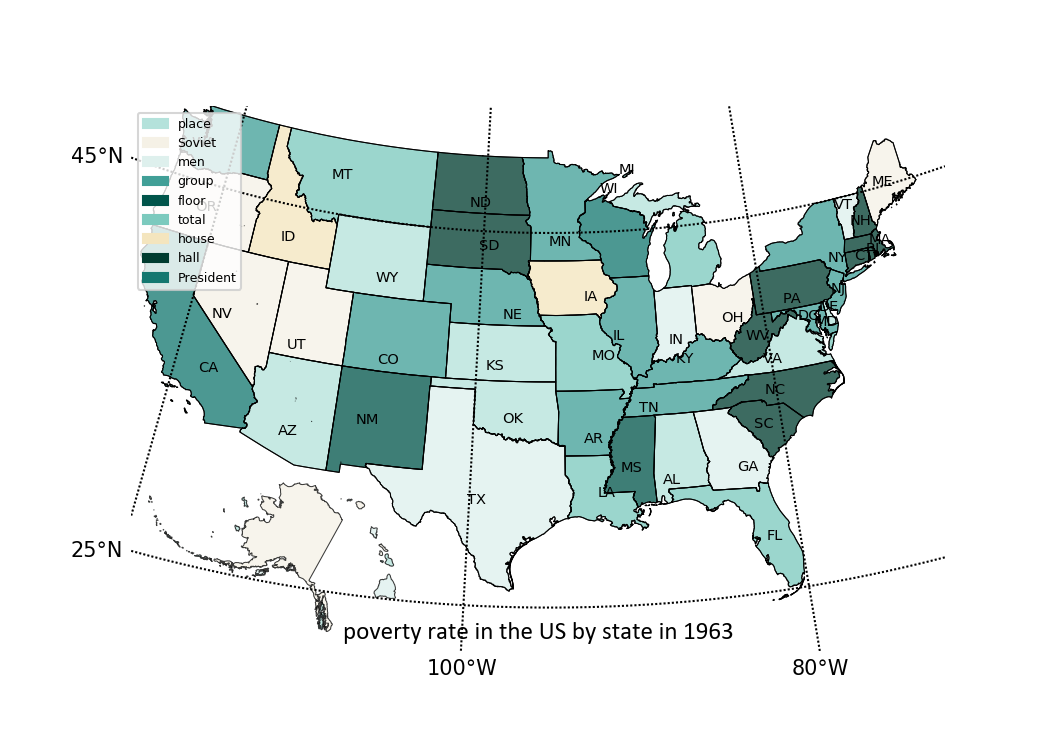 45°N
place
Soviet
men
group
floor
total
house
hall
President
OR
MT
ID
WY
NV
UT
CA
AZ
CO
NM
ND
SD
NE
KS
OK
TX
MN
IA
MO
AR
LA
WI
MI
IL
IN
OH
KY
TN
MS
AL
GA
FL
SC
NC
VA
WV
PA
NY
VT
NH
ME
MA
RI
CT
NJ
DE
MD
DC
25°N
poverty rate in the US by state in 1963
100°W
80°W